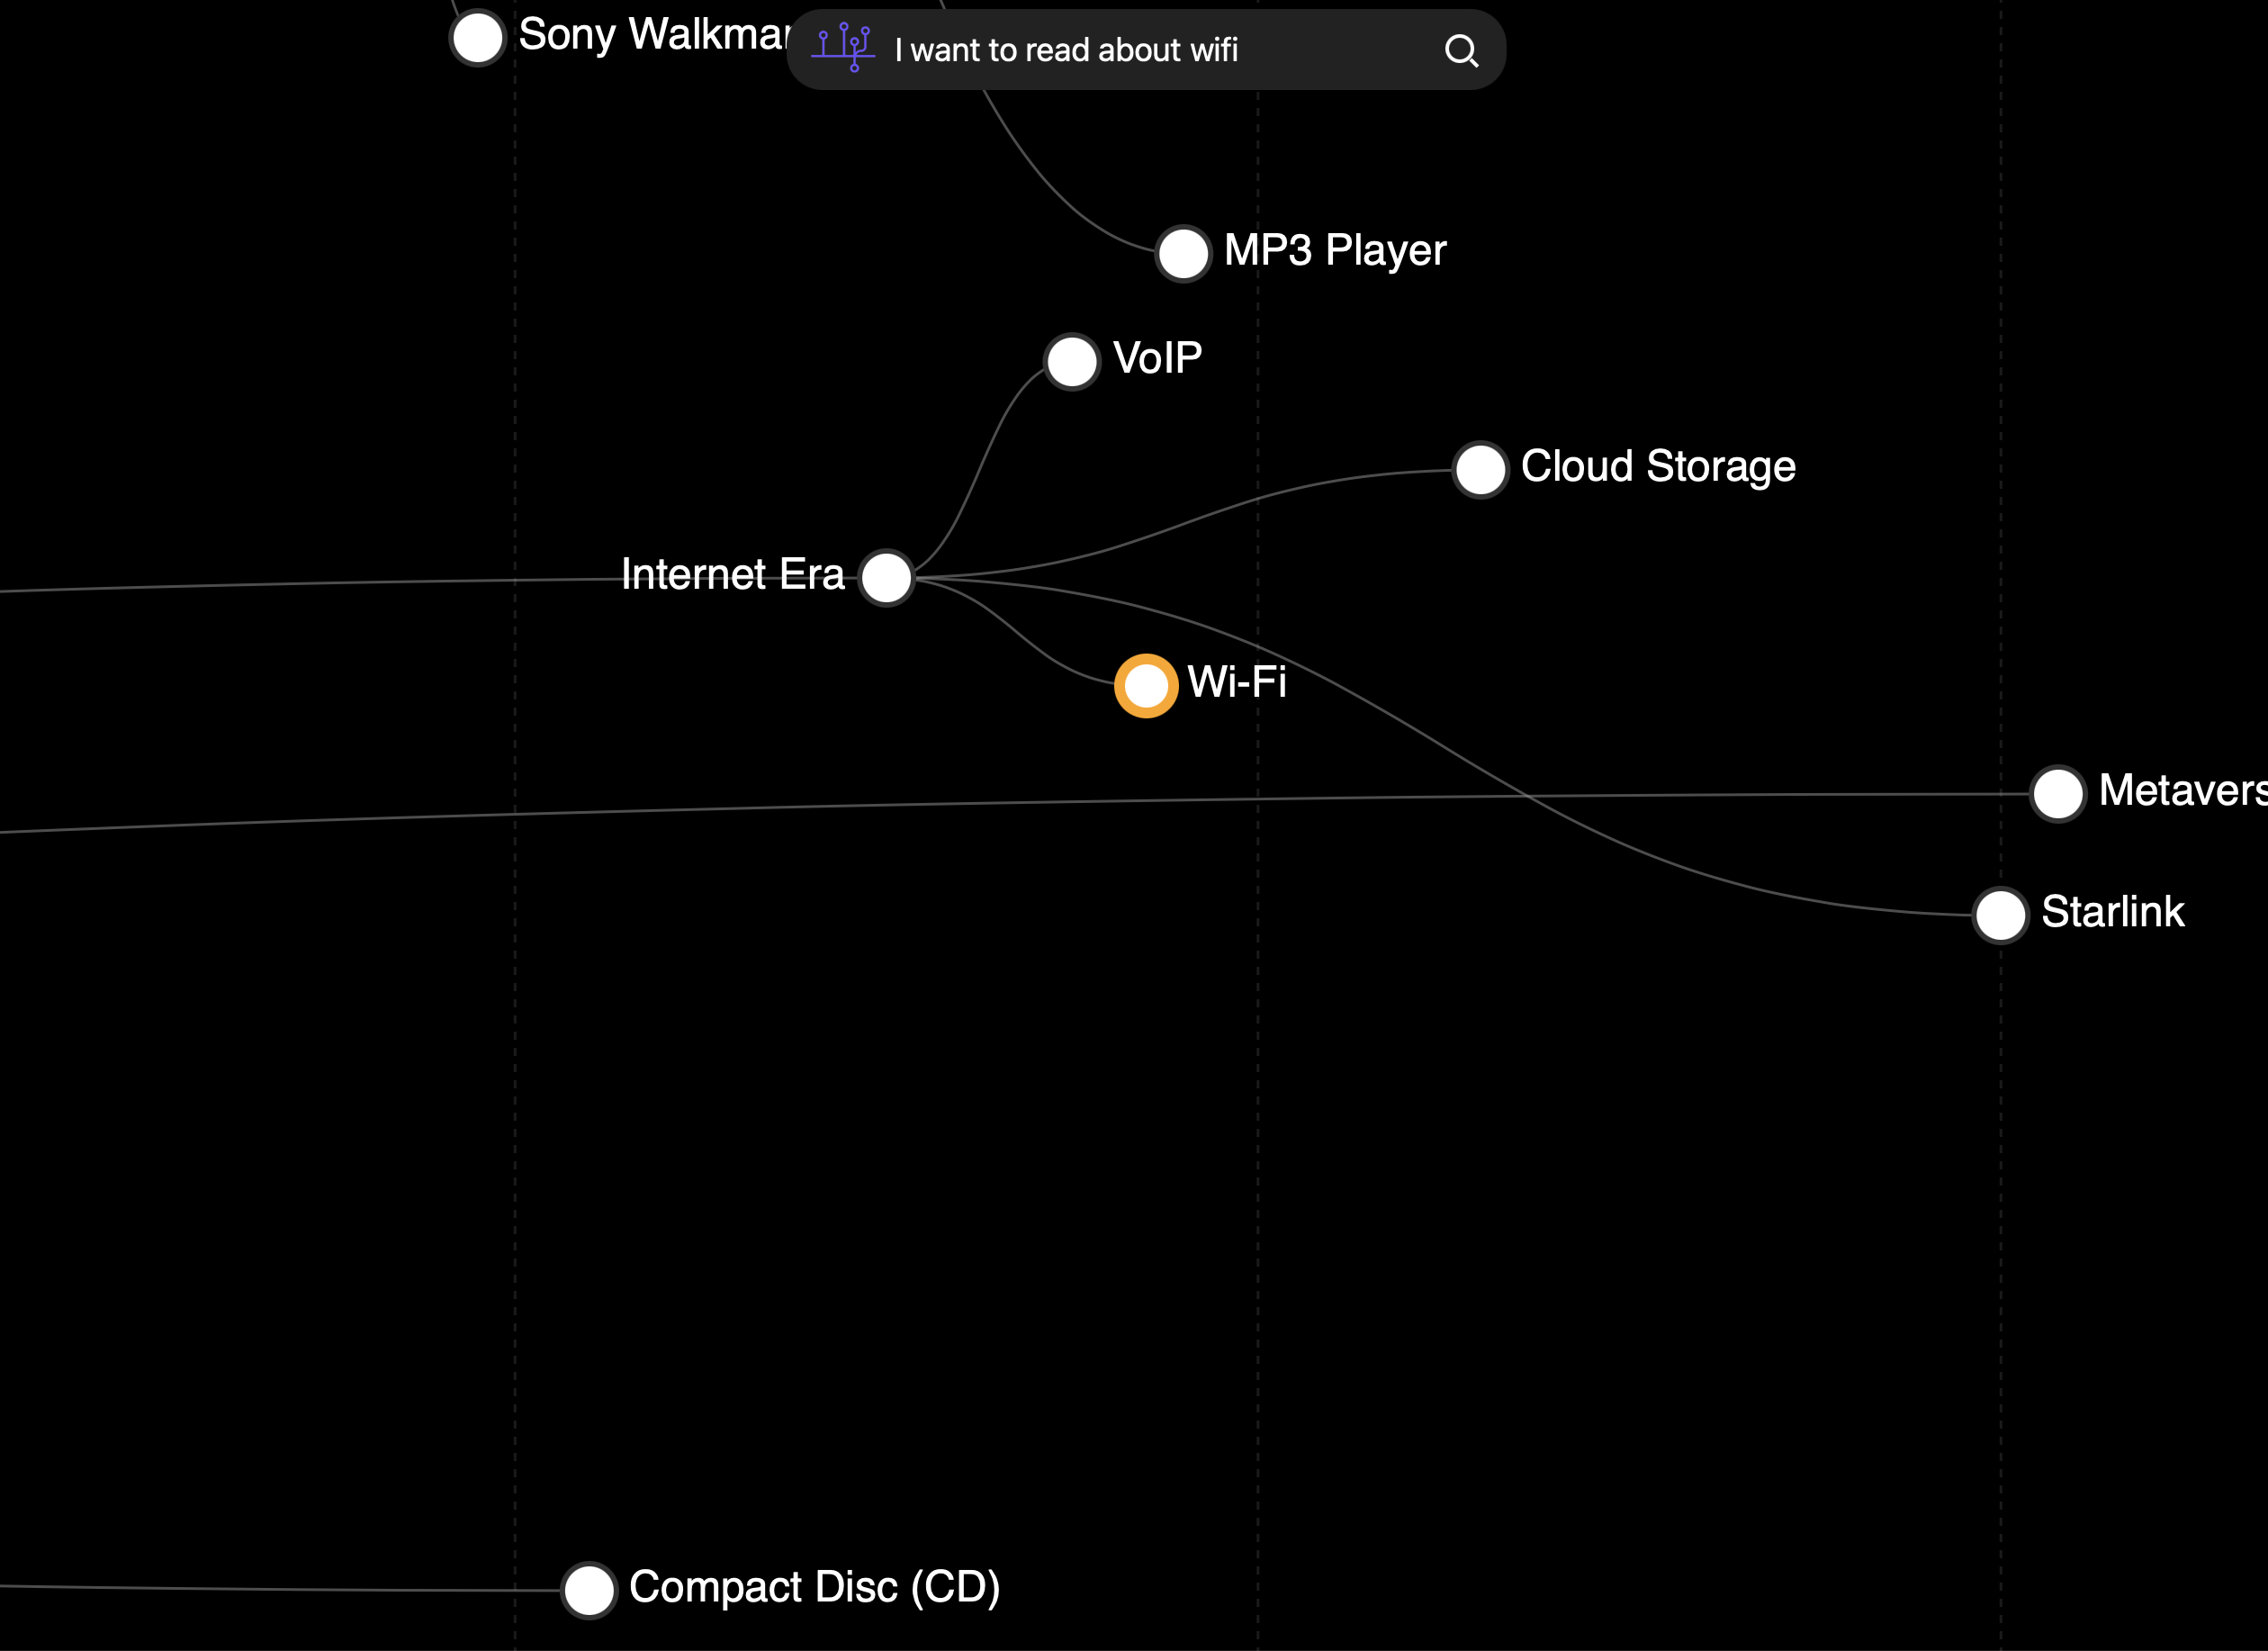 Sony Walkman
I want to read about wifi
MP3 Player
VoIP
Cloud Storage
Internet Era
Wi-Fi
Metavers
Starlink
Compact Disc (CD)